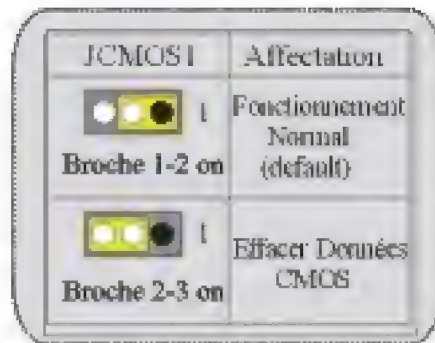 JCMOS1
Affectation
1
Broche 1-2 on
Fonctionnement
Normal
(default)
1
Broche 2-3 on
Effacer Données
CMOS